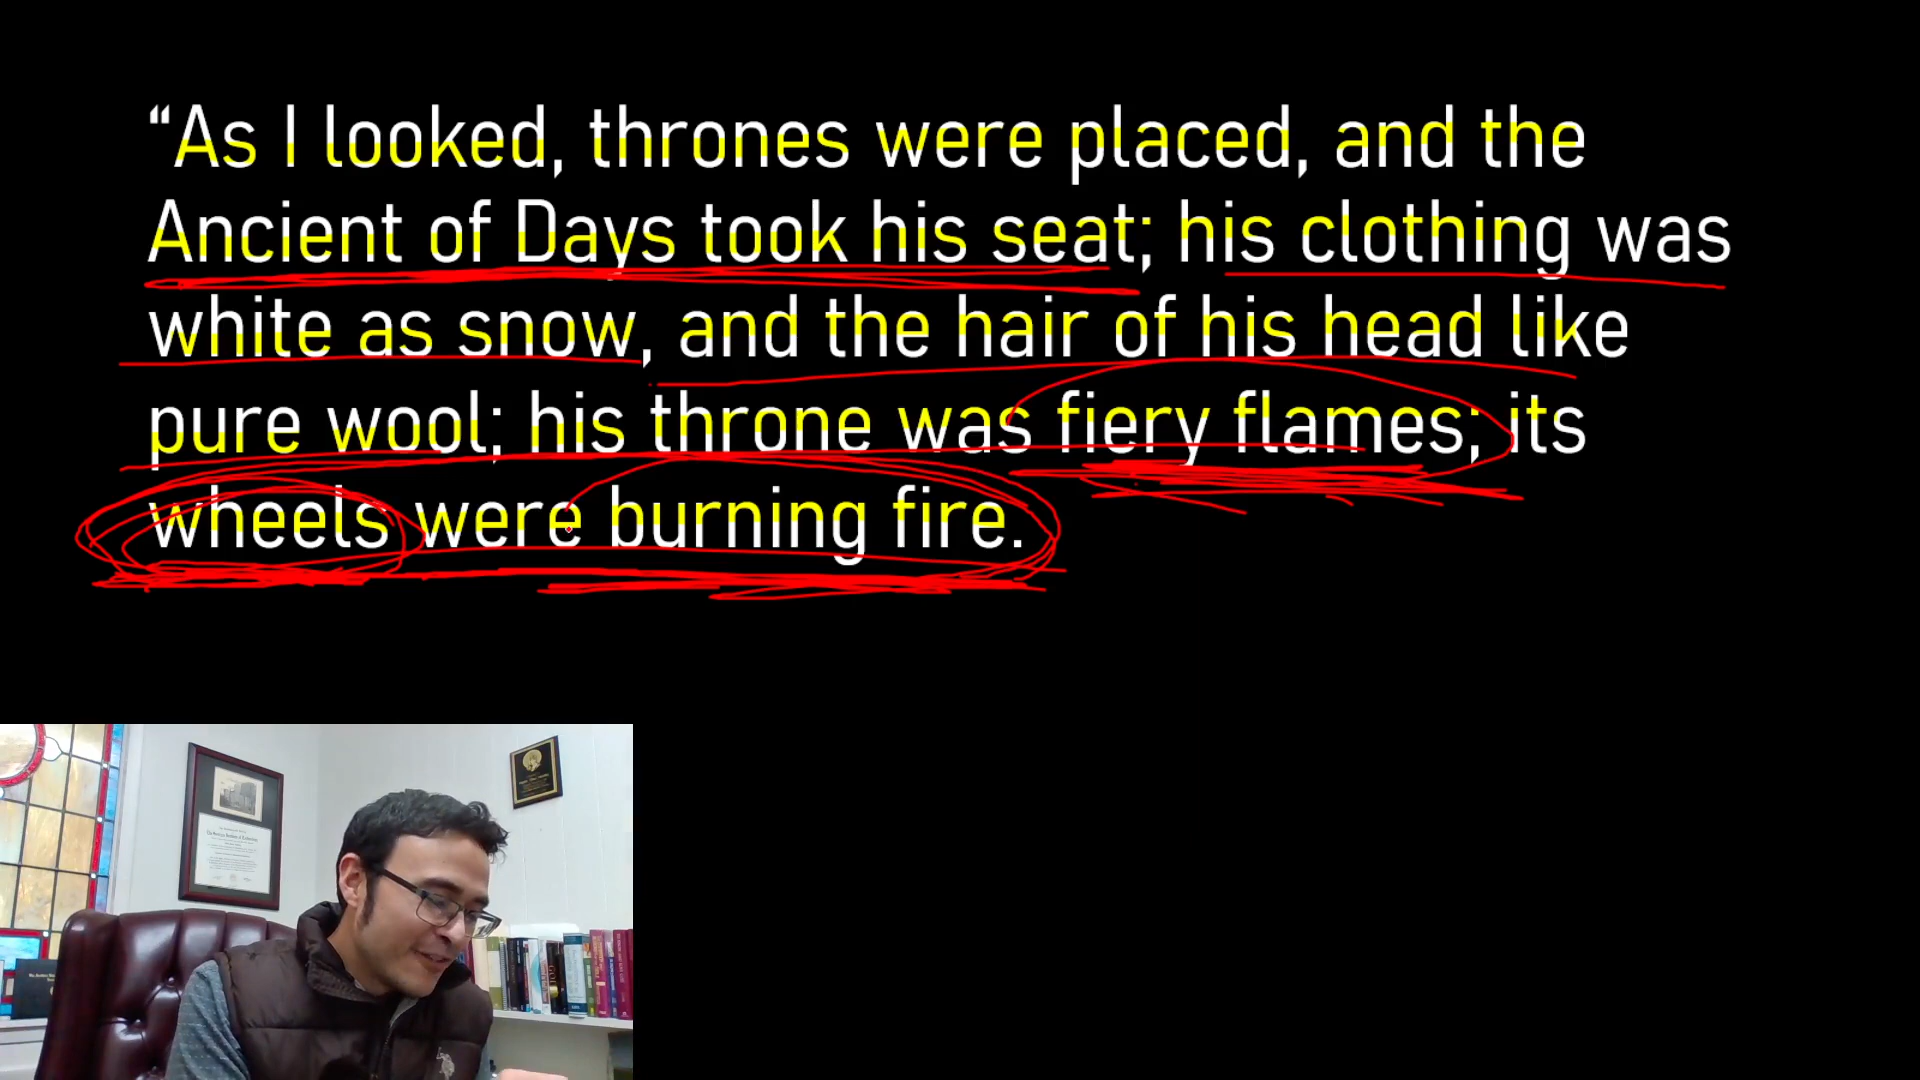 “As I looked, thrones were placed, and the
Ancient of Days took his seat; his clothing was
white as snow, and the hair of his head like
pure wool; his throne was fiery flames; its
wheels were burning fire.